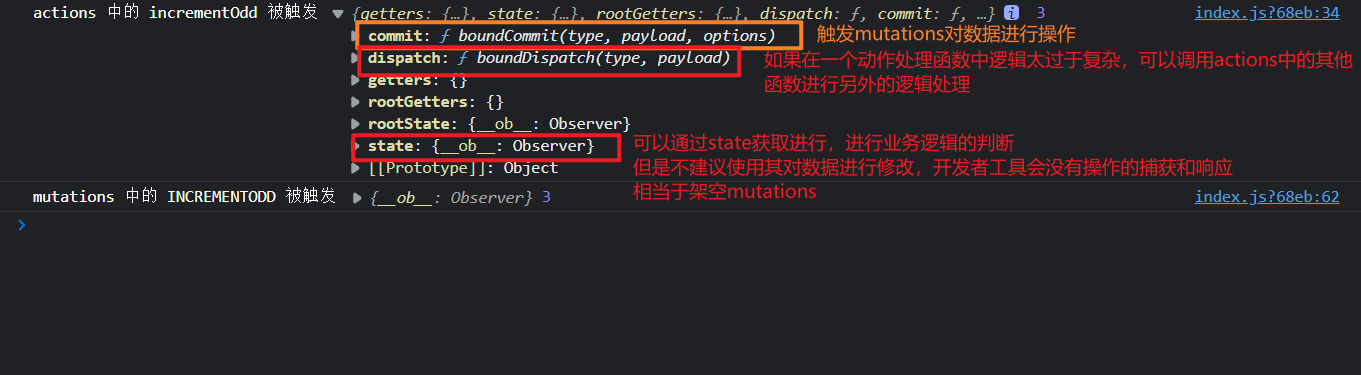 actions 中的 incrementOdd 被触发 ▼ {getters: {…}, state: {…}, rootGetters: {…}, dispatch: ƒ, commit: ƒ, …} i 3 index.js?68eb:34
▶ commit: ƒ boundCommit(type, payload, options) 触发mutations对数据进行操作
▶ dispatch: ƒ boundDispatch(type, payload) 如果在一个动作处理函数中逻辑太过于复杂，可以调用actions中的其他
函数进行另外的逻辑处理
▶ getters: {}
▶ rootGetters: {}
▶ rootState: {__ob__: Observer}
▶ state: {__ob__: Observer} 可以通过state获取进行，进行业务逻辑的判断
▶ [[Prototype]]: Object 但是不建议使用其对数据进行修改，开发者工具会没有操作的捕获和响应
相当于架空mutations
mutations 中的 INCREMENTODD 被触发 ▶ {__ob__: Observer} 3 index.js?68eb:62
>